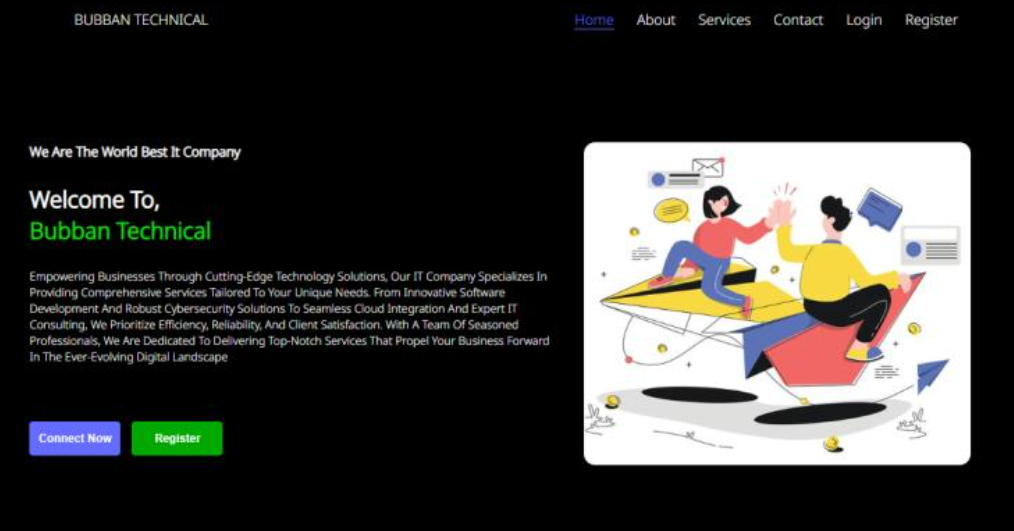 BUBBAN TECHNICAL
Home About Services Contact Login Register
We Are The World Best It Company
Welcome To,
Bubban Technical
Empowering Businesses Through Cutting-Edge Technology Solutions, Our IT Company Specializes In
Providing Comprehensive Services Tailored To Your Unique Needs. From Innovative Software
Development And Robust Cybersecurity Solutions To Seamless Cloud Integration And Expert IT
Consulting, We Prioritize Efficiency, Reliability, And Client Satisfaction. With A Team Of Seasoned
Professionals, We Are Dedicated To Delivering Top-Notch Services That Propel Your Business Forward
In The Ever-Evolving Digital Landscape
Connect Now Register